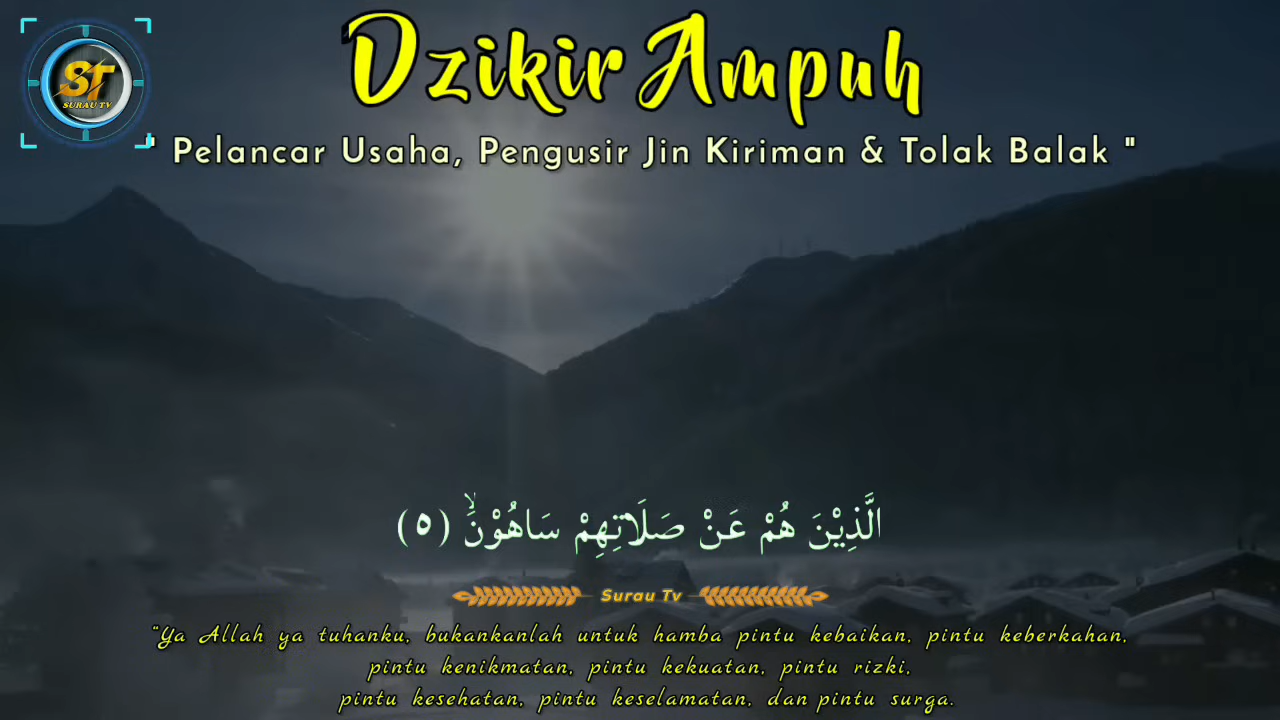 Dzikir Ampuh
ST
SURAU TV
" Pelancar Usaha, Pengusir Jin Kiriman & Tolak Balak "
الَّذِيْنَ هُمْ عَنْ صَلَاتِهِمْ سَاهُوْنَۙ (٥)
Surau Tv
"Ya Allah ya tuhanku, bukankanlah untuk hamba pintu kebaikan, pintu keberkahan,
pintu kenikmatan, pintu kekuatan, pintu rizki,
pintu kesehatan, pintu keselamatan, dan pintu surga.